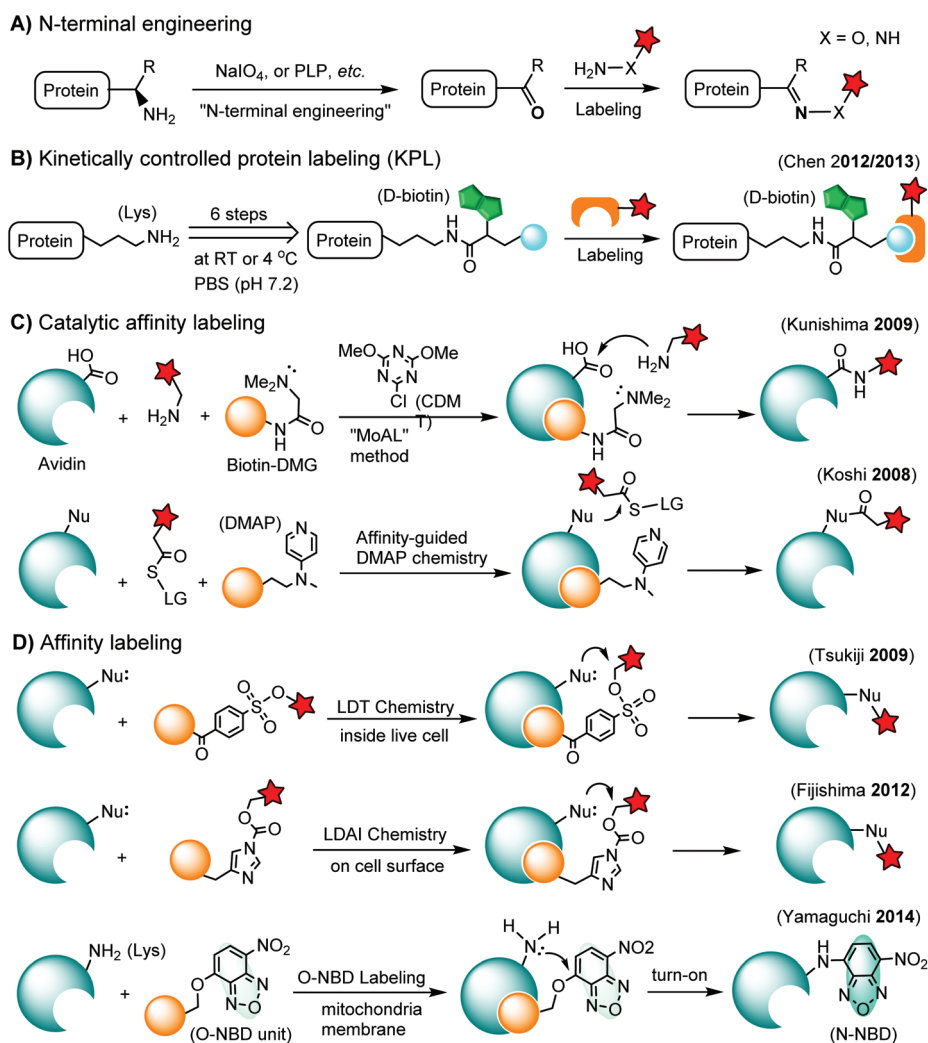 A) N-terminal engineering
X = O, NH
Protein
R
NH2
NaIO4, or PLP, etc.
"N-terminal engineering"
Protein
R
O
H2N
X
Labeling
Protein
R
N
X
B) Kinetically controlled protein labeling (KPL)
(Chen 2012/2013)
Protein
(Lys)
NH2
6 steps
at RT or 4 °C
PBS (pH 7.2)
(D-biotin)
Protein
N
H
O
Labeling
(D-biotin)
Protein
N
H
O
C) Catalytic affinity labeling
(Kunishima 2009)
HO
O
Avidin
+
H2N
+
Me2N
N
H
O
Biotin-DMG
MeO
N
OMe
N
N
Cl
(CDM
T)
"MoAL"
method
HO
O
H2N
NMe2
N
H
O
O
N
H
(Koshi 2008)
Nu
+
O
S
LG
+
(DMAP)
N
N
Affinity-guided
DMAP chemistry
Nu
O
S
LG
N
N
Nu
O
D) Affinity labeling
(Tsukiji 2009)
Nu:
+
O
S
O
O
O
LDT Chemistry
inside live cell
Nu:
O
S
O
O
O
Nu
(Fijishima 2012)
Nu:
+
O
O
N
N
LDAI Chemistry
on cell surface
Nu:
O
O
N
N
Nu
(Yamaguchi 2014)
NH2 (Lys)
+
NO2
O
N
O
N
(O-NBD unit)
O-NBD Labeling
mitochondria
membrane
H
H
N:
NO2
O
N
O
N
turn-on
H
N
NO2
N
O
N
(N-NBD)